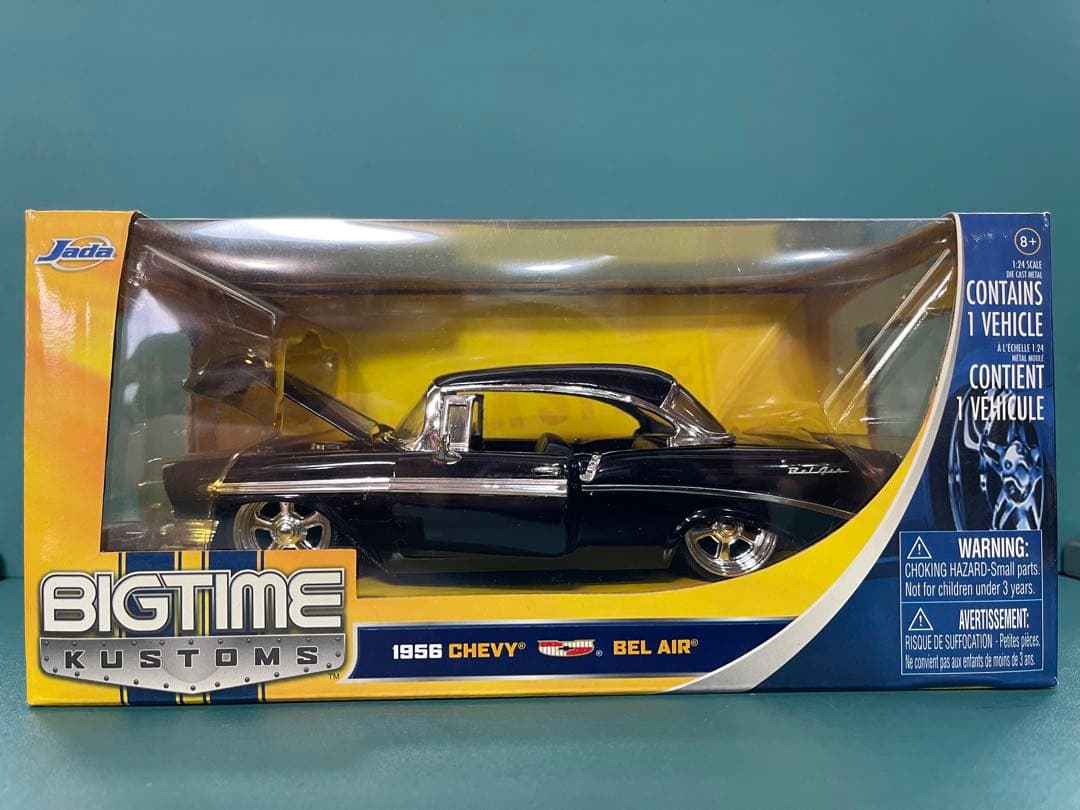 Jada
8+
1:24 SCALE
DIE CAST METAL
CONTAINS
1 VEHICLE
À L'ÉCHELLE 1:24
MÉTAL MOULÉ
CONTIENT
1 VÉHICULE
Bel Air
WARNING:
CHOKING HAZARD-Small parts.
Not for children under 3 years.
AVERTISSEMENT:
RISQUE DE SUFFOCATION - Petites pièces.
Ne convient pas aux enfants de moins de 3 ans.
BIGTIME
KUSTOMS™
1956 CHEVY® ® BEL AIR®